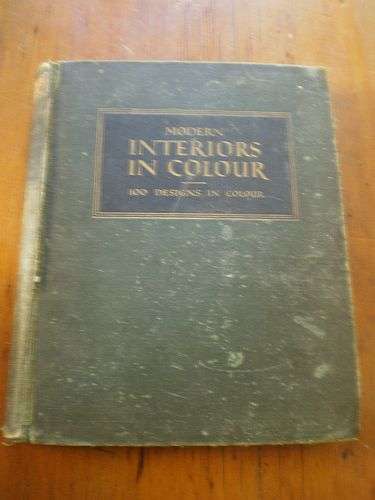 MODERN
INTERIORS
IN COLOUR
100 DESIGNS IN COLOUR